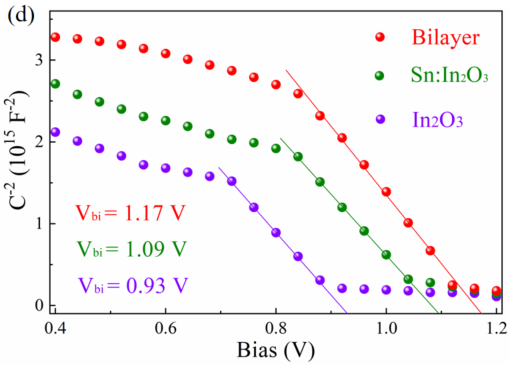 (d)
C⁻² (10¹⁵ F⁻²)
3
2
1
0
Bilayer
Sn:In₂O₃
In₂O₃
V_bi = 1.17 V
V_bi = 1.09 V
V_bi = 0.93 V
0.4 0.6 0.8 1.0 1.2
Bias (V)